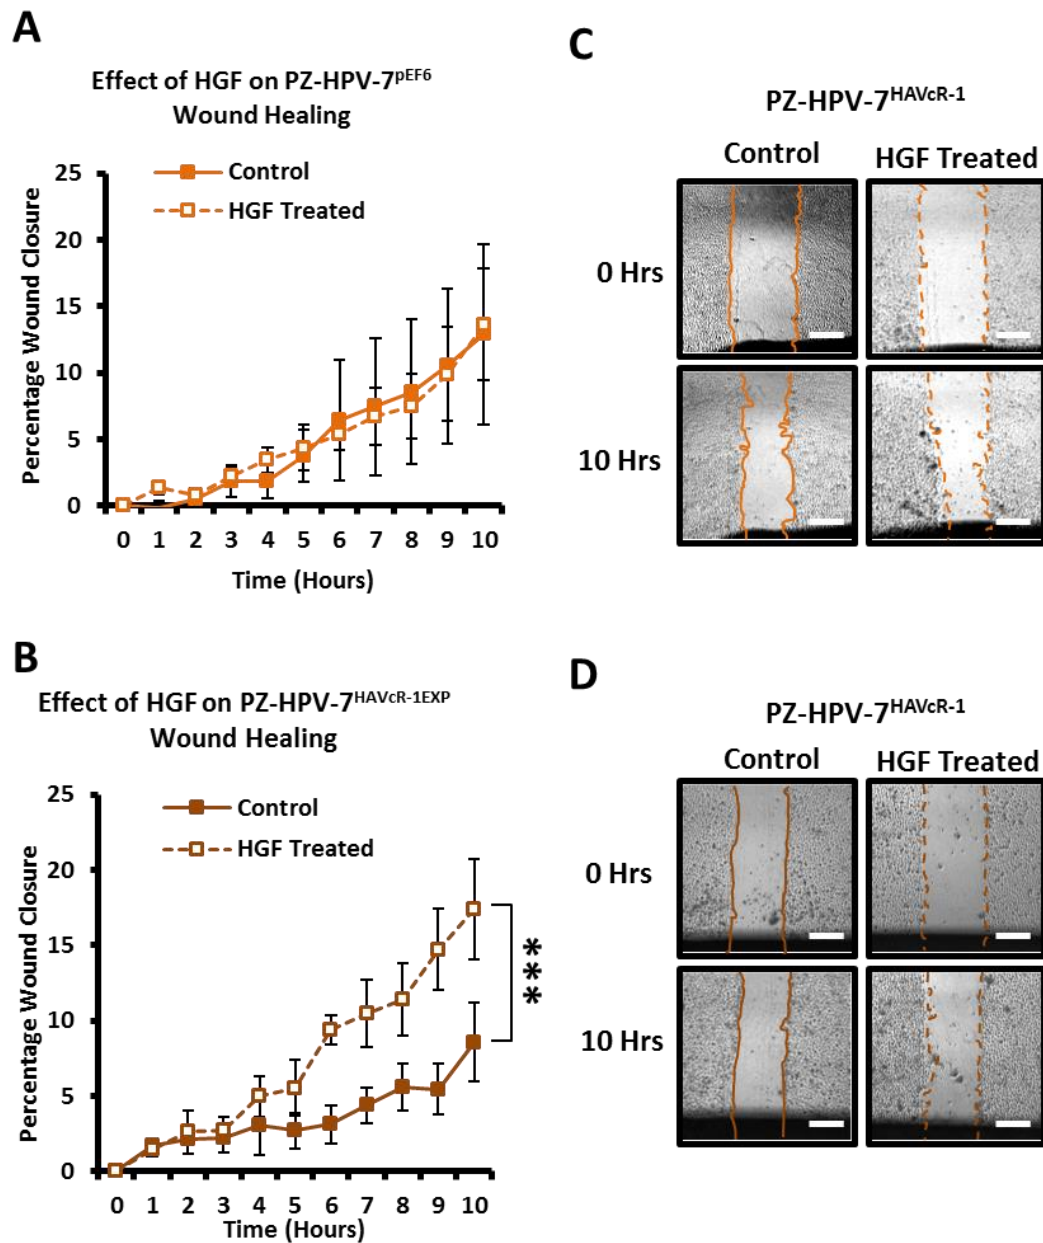 A
Effect of HGF on PZ-HPV-7pEF6
Wound Healing
Control
HGF Treated
Percentage Wound Closure
25
20
15
10
5
0
0 1 2 3 4 5 6 7 8 9 10
Time (Hours)
B
Effect of HGF on PZ-HPV-7HAVcR-1EXP
Wound Healing
Control
HGF Treated
Percentage Wound Closure
25
20
15
10
5
0
0 1 2 3 4 5 6 7 8 9 10
Time (Hours)
***
C
PZ-HPV-7HAVcR-1
Control HGF Treated
0 Hrs
10 Hrs
D
PZ-HPV-7HAVcR-1
Control HGF Treated
0 Hrs
10 Hrs